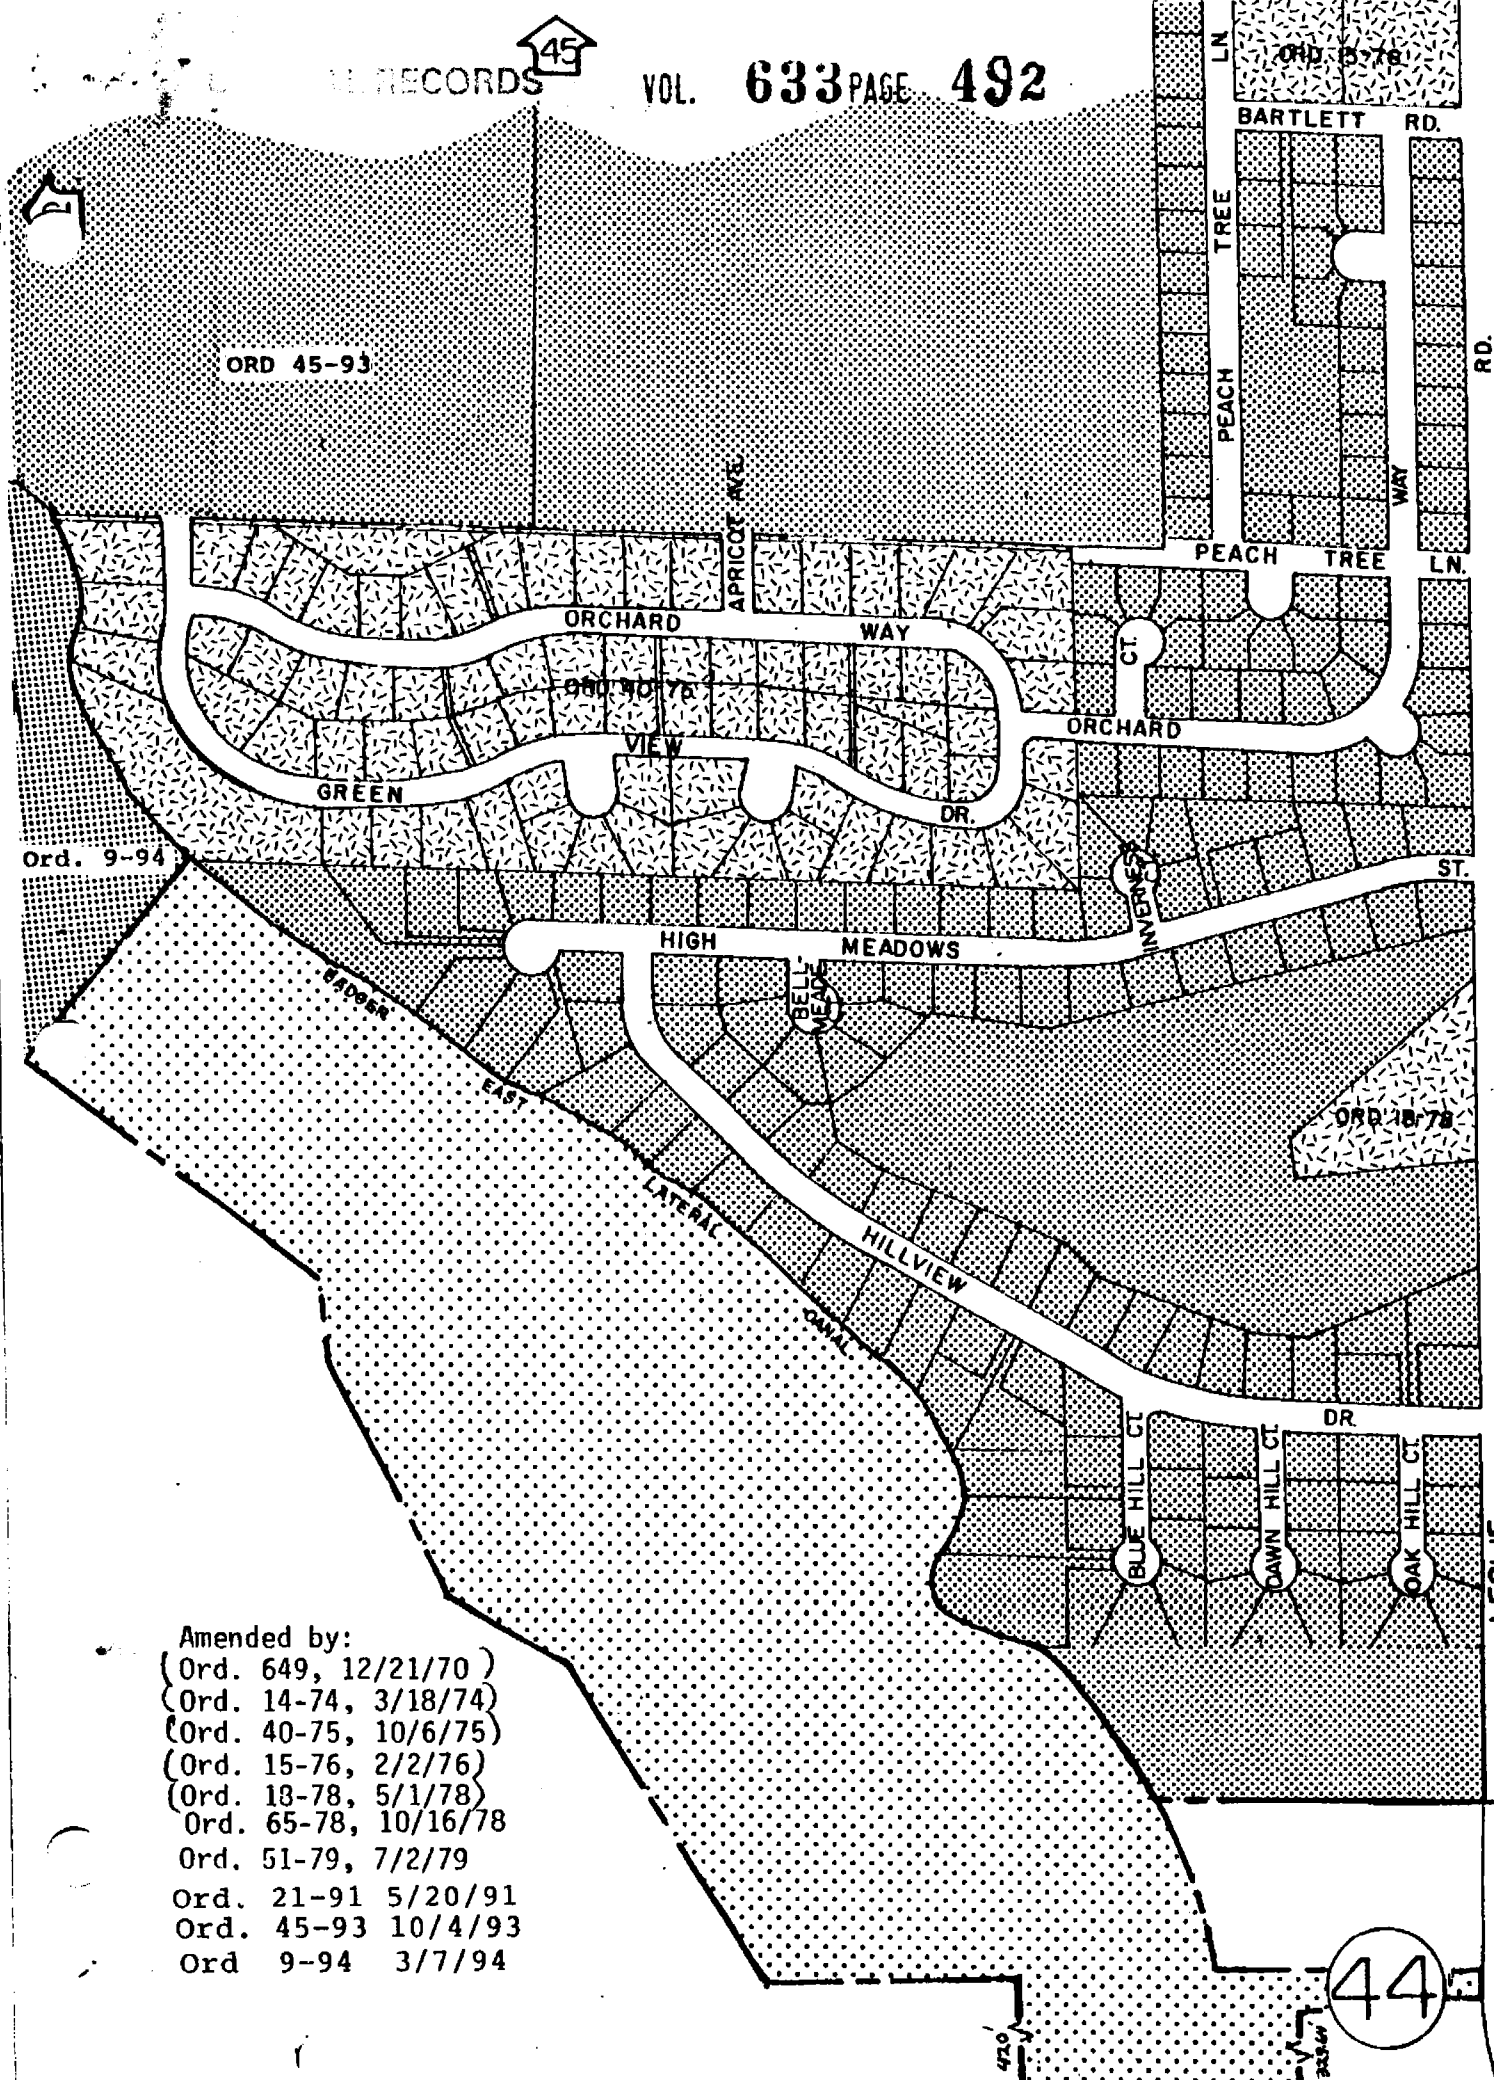 45
RECORDS VOL. 633 PAGE 492
LN.
BARTLETT RD.
PEACH TREE
RD.
ORD 45-93
WAY
APRICOT AVE.
PEACH TREE LN.
ORCHARD WAY
CT.
ORD. 40-75
ORCHARD
VIEW
GREEN
DR.
Ord. 9-94
INVERNESS
ST.
HIGH MEADOWS
BELL-
MEADE
BADGER
EAST
LATERAL
CANAL
ORD 18-78
HILLVIEW
DR.
BLUE HILL CT.
DAWN HILL CT.
OAK HILL CT.
Amended by:
(Ord. 649, 12/21/70)
(Ord. 14-74, 3/18/74)
(Ord. 40-75, 10/6/75)
(Ord. 15-76, 2/2/76)
(Ord. 18-78, 5/1/78)
Ord. 65-78, 10/16/78
Ord. 51-79, 7/2/79
Ord. 21-91 5/20/91
Ord. 45-93 10/4/93
Ord 9-94 3/7/94
44
420'